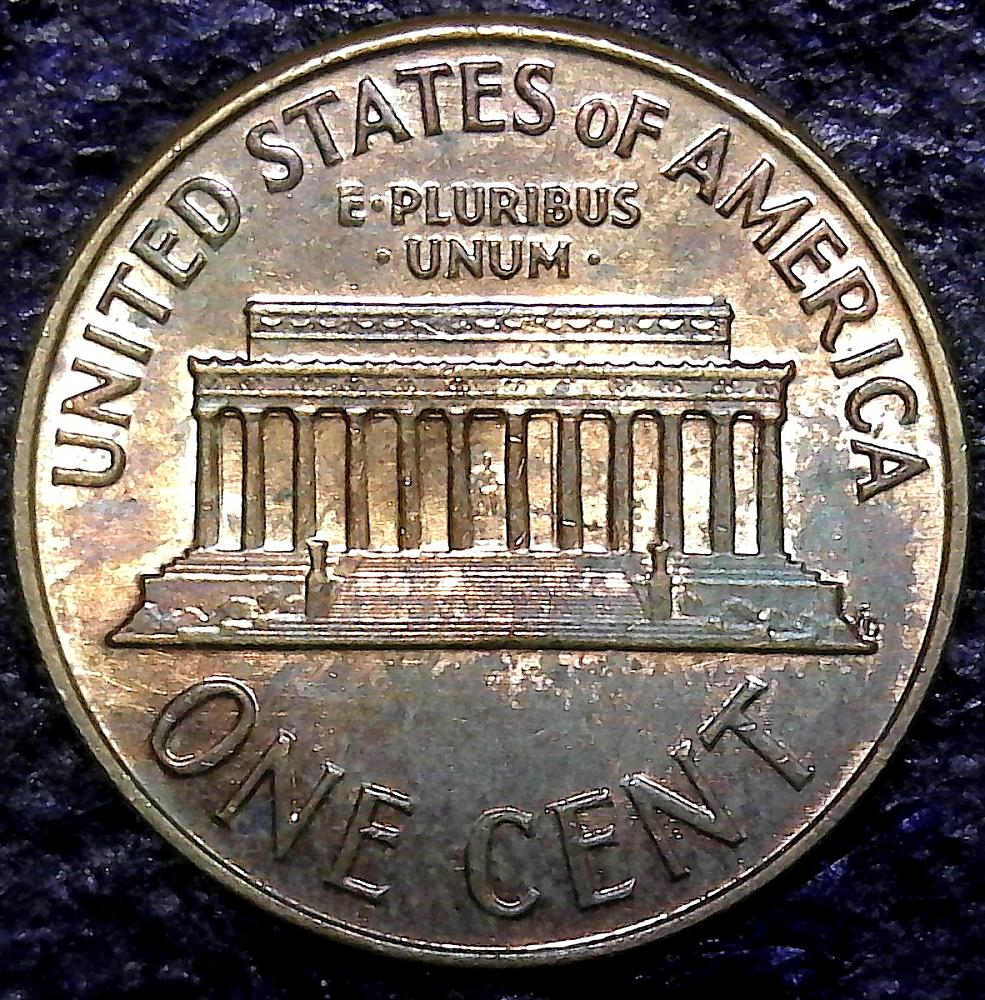 UNITED STATES OF AMERICA
E·PLURIBUS
·UNUM·
ONE CENT